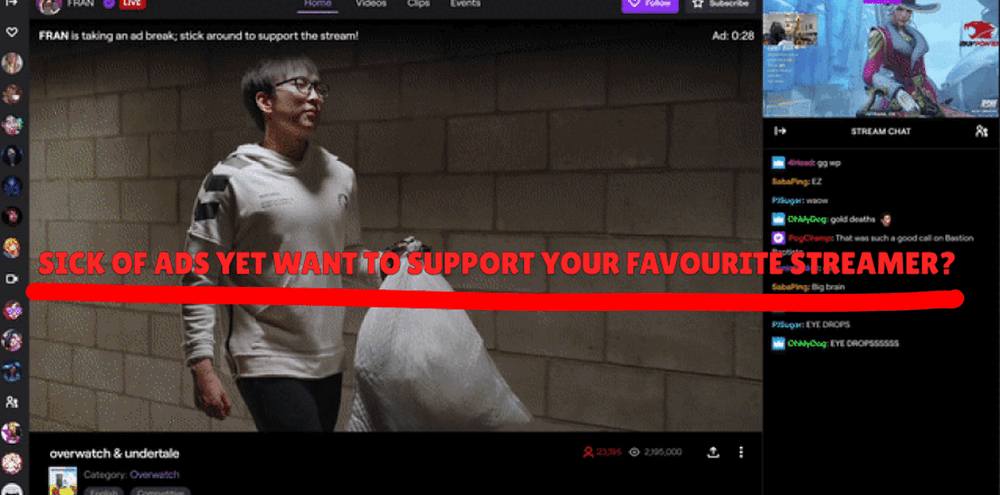 FRAN LIVE
Home Videos Clips Events
Follow Subscribe
FRAN is taking an ad break; stick around to support the stream!
Ad: 0:28
STREAM CHAT
4Head: gg wp
SabaPing: EZ
PJSugar: waow
OhMyDog: gold deaths
PogChamp: That was such a good call on Bastion
SICK OF ADS YET WANT TO SUPPORT YOUR FAVOURITE STREAMER?
SabaPing: Big brain
PJSugar: EYE DROPS
OhMyDog: EYE DROPSSSSSS
overwatch & undertale
23,195 2,195,000
Category: Overwatch
English Competitive